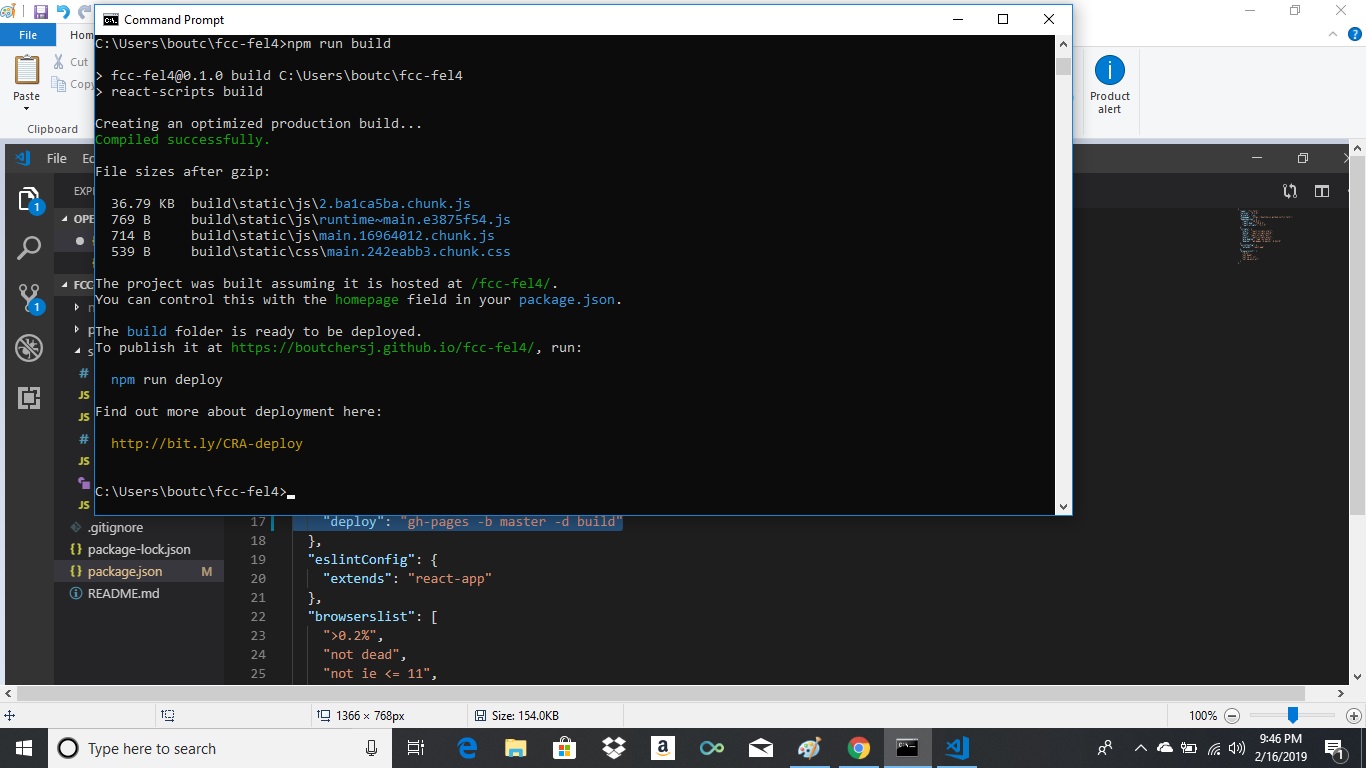 Command Prompt
File
Hom
Cut
Copy
Paste
Clipboard
Product
alert
C:\Users\boutc\fcc-fel4>npm run build
> fcc-fel4@0.1.0 build C:\Users\boutc\fcc-fel4
> react-scripts build
Creating an optimized production build...
Compiled successfully.
File sizes after gzip:
36.79 KB build\static\js\2.ba1ca5ba.chunk.js
769 B build\static\js\runtime~main.e3875f54.js
714 B build\static\js\main.16964012.chunk.js
539 B build\static\css\main.242eabb3.chunk.css
The project was built assuming it is hosted at /fcc-fel4/.
You can control this with the homepage field in your package.json.
The build folder is ready to be deployed.
To publish it at https://boutchersj.github.io/fcc-fel4/, run:
npm run deploy
Find out more about deployment here:
http://bit.ly/CRA-deploy
C:\Users\boutc\fcc-fel4>
File Ec
EXP
OPE
FCC
1
1
#
JS
JS
#
JS
JS
.gitignore
{} package-lock.json
{} package.json M
README.md
17 "deploy": "gh-pages -b master -d build"
18 },
19 "eslintConfig": {
20 "extends": "react-app"
21 },
22 "browserslist": [
23 ">0.2%",
24 "not dead",
25 "not ie <= 11",
1366 × 768px
Size: 154.0KB
100%
Type here to search
9:46 PM
2/16/2019
1